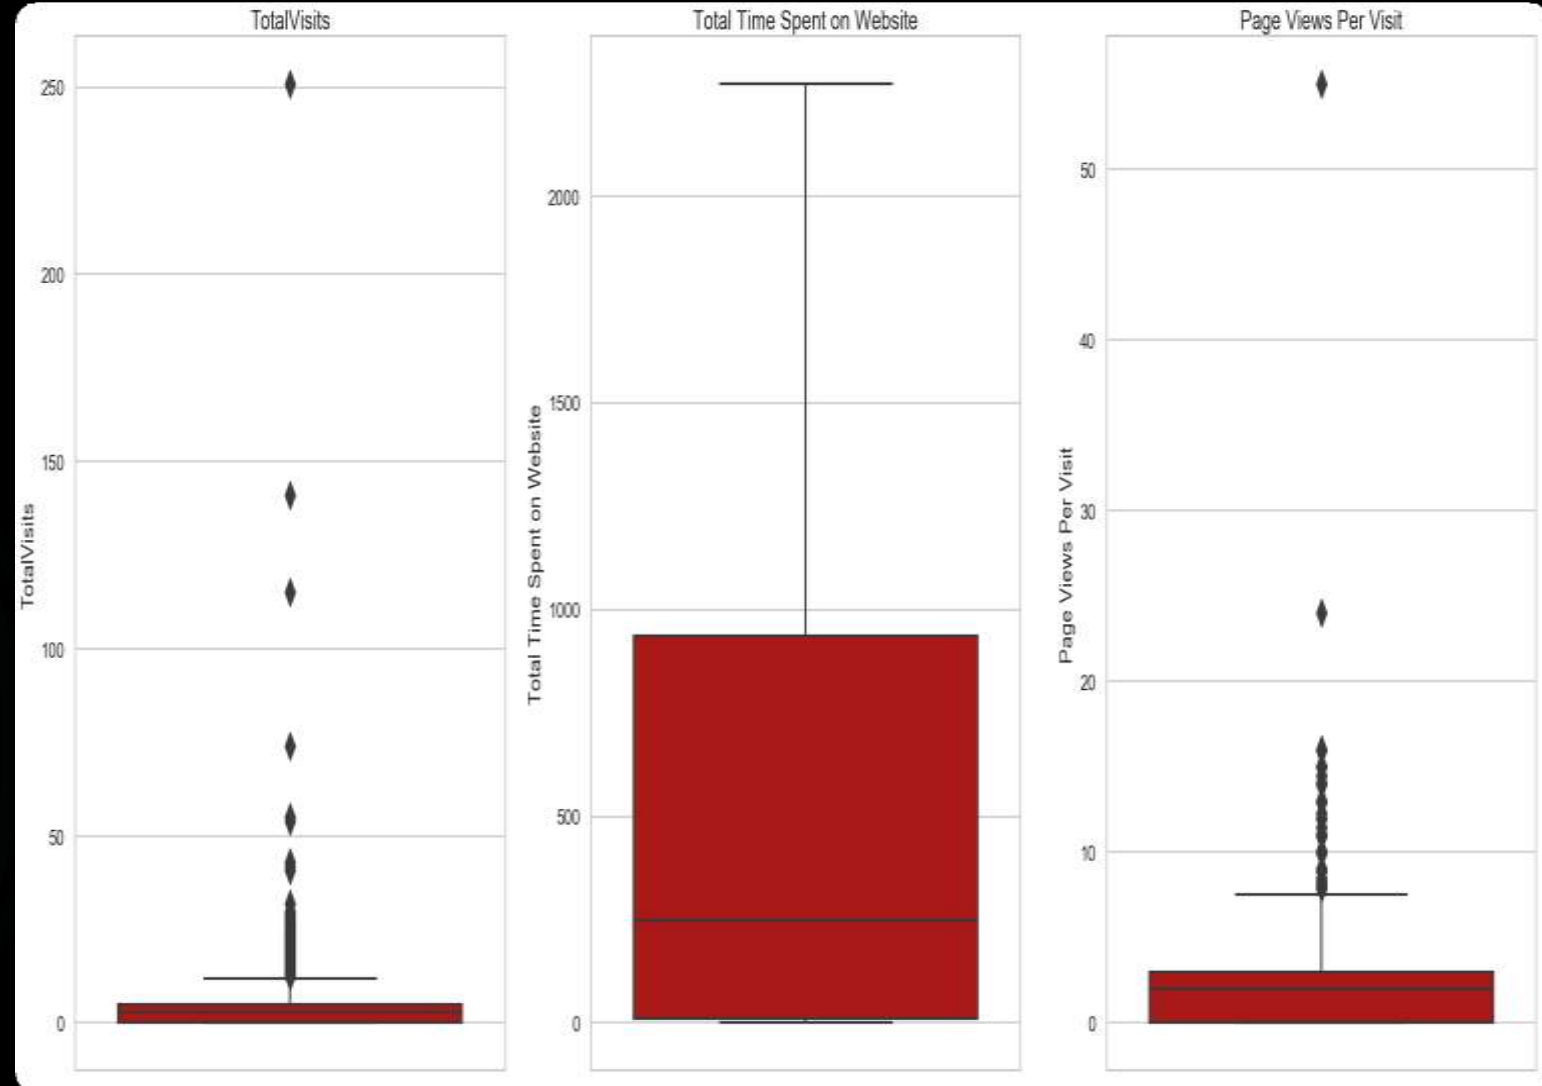 TotalVisits
250
200
150
100
50
0
TotalVisits
Total Time Spent on Website
2000
1500
1000
500
0
Total Time Spent on Website
Page Views Per Visit
50
40
30
20
10
0
Page Views Per Visit